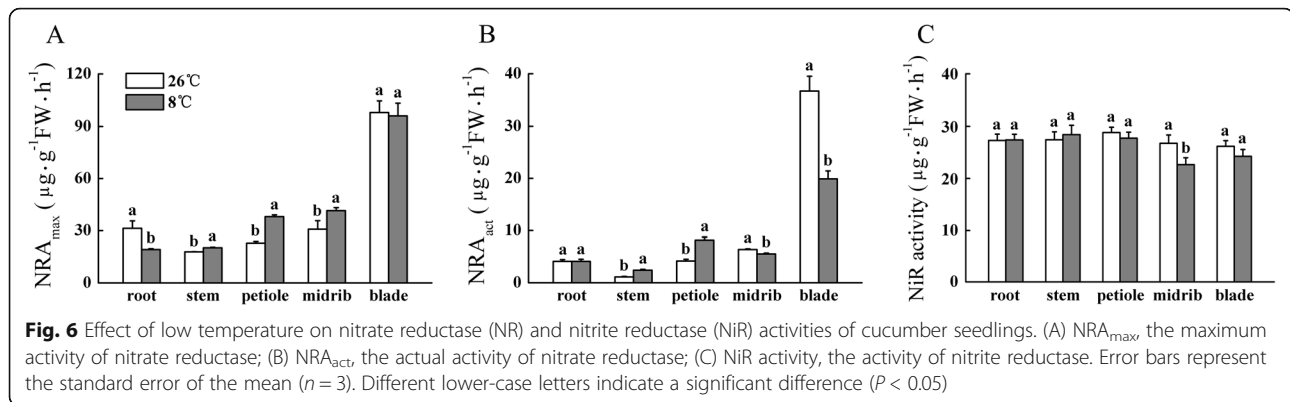 A
B
C
26℃
8℃
NRAmax ( μg·g-1FW·h-1)
120
90
60
30
0
a
b
b
a
b
a
b
a
a
a
root
stem
petiole
midrib
blade
NRAact ( μg·g-1FW·h-1)
40
30
20
10
0
a
a
b
a
b
a
a
b
a
b
root
stem
petiole
midrib
blade
NiR activity ( μg·g-1FW·h-1)
40
30
20
10
0
a
a
a
a
a
a
a
b
a
a
root
stem
petiole
midrib
blade
Fig. 6 Effect of low temperature on nitrate reductase (NR) and nitrite reductase (NiR) activities of cucumber seedlings. (A) NRAmax, the maximum
activity of nitrate reductase; (B) NRAact, the actual activity of nitrate reductase; (C) NiR activity, the activity of nitrite reductase. Error bars represent
the standard error of the mean (n = 3). Different lower-case letters indicate a significant difference (P < 0.05)